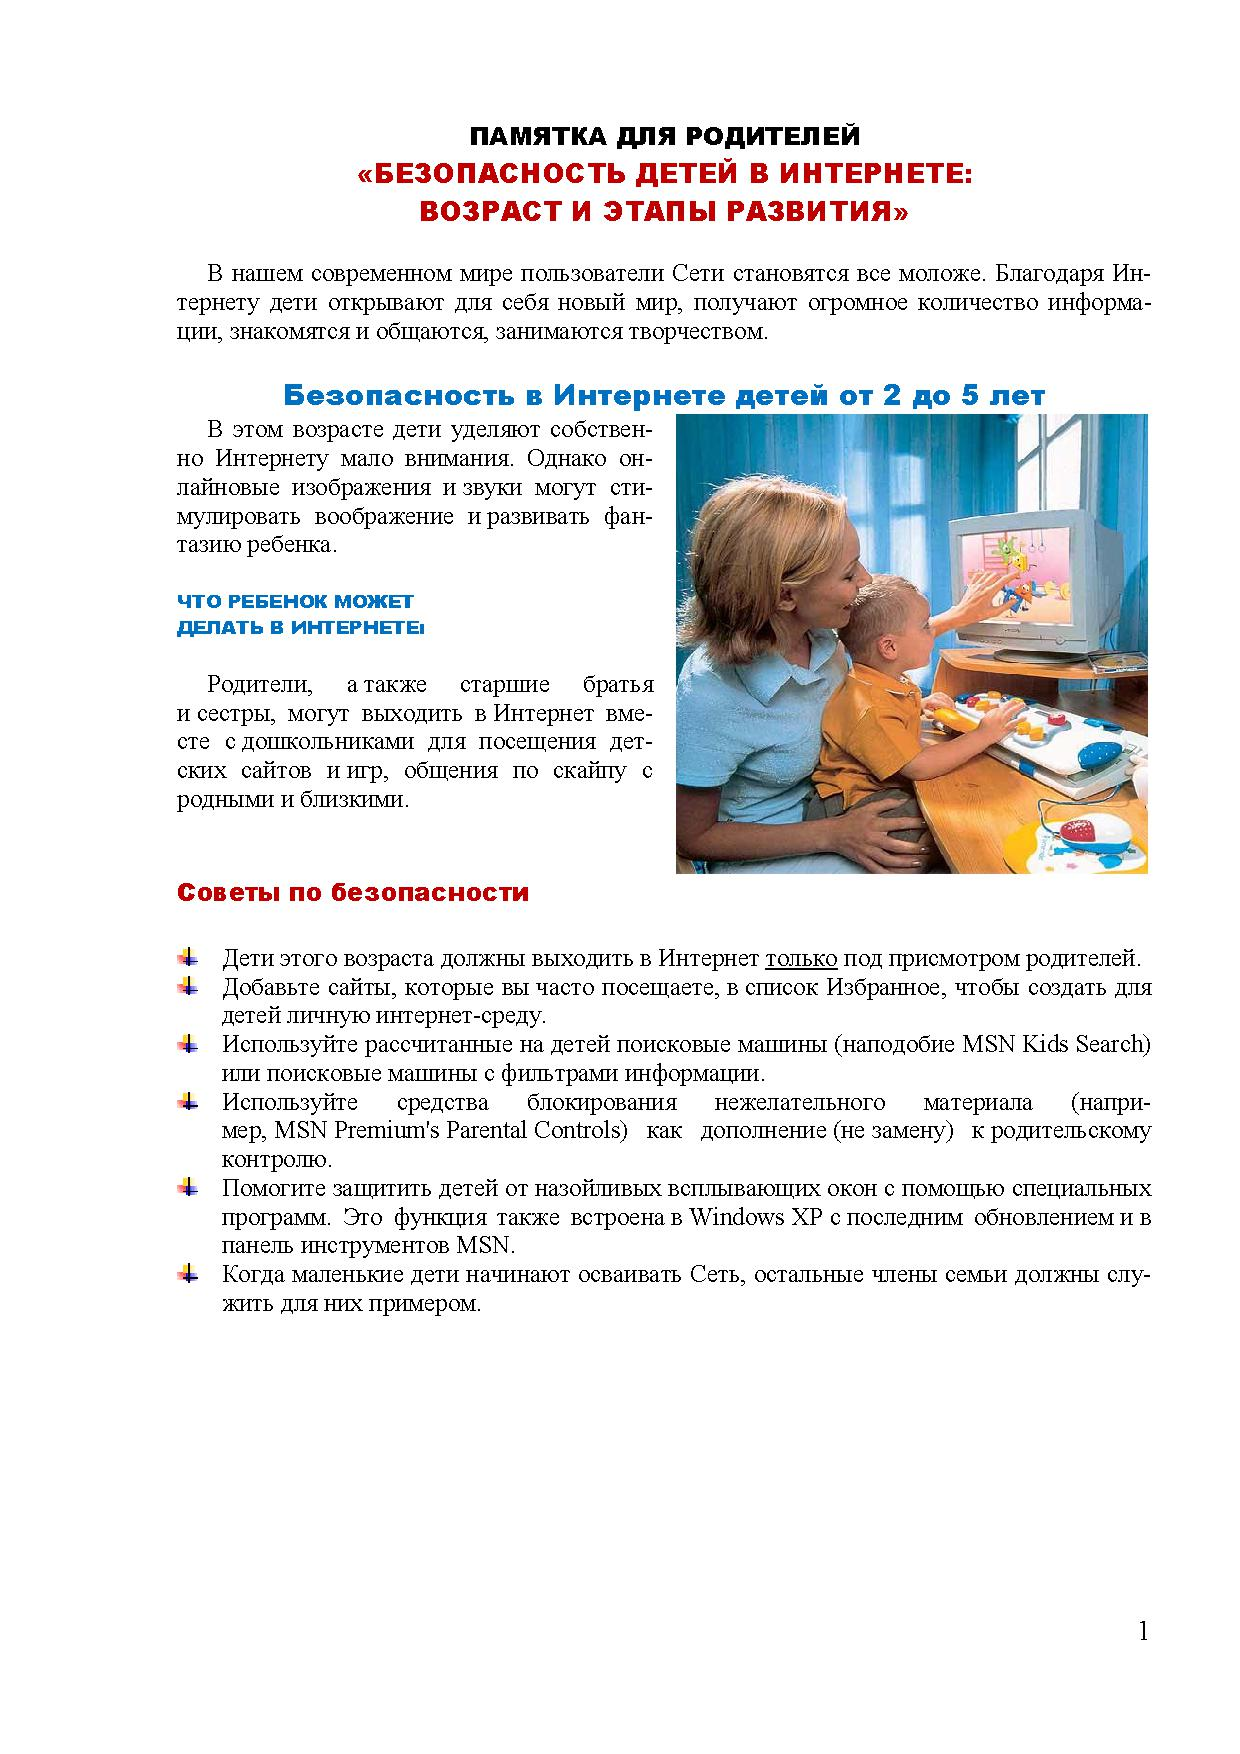 ПАМЯТКА ДЛЯ РОДИТЕЛЕЙ
«БЕЗОПАСНОСТЬ ДЕТЕЙ В ИНТЕРНЕТЕ:
ВОЗРАСТ И ЭТАПЫ РАЗВИТИЯ»
В нашем современном мире пользователи Сети становятся все моложе. Благодаря Ин-
тернету дети открывают для себя новый мир, получают огромное количество информа-
ции, знакомятся и общаются, занимаются творчеством.
Безопасность в Интернете детей от 2 до 5 лет
В этом возрасте дети уделяют собствен-
но Интернету мало внимания. Однако он-
лайновые изображения и звуки могут сти-
мулировать воображение и развивать фан-
тазию ребенка.
ЧТО РЕБЕНОК МОЖЕТ
ДЕЛАТЬ В ИНТЕРНЕТЕ:
Родители, а также старшие братья
и сестры, могут выходить в Интернет вме-
сте с дошкольниками для посещения дет-
ских сайтов и игр, общения по скайпу с
родными и близкими.
Советы по безопасности
Дети этого возраста должны выходить в Интернет только под присмотром родителей.
Добавьте сайты, которые вы часто посещаете, в список Избранное, чтобы создать для
детей личную интернет-среду.
Используйте рассчитанные на детей поисковые машины (наподобие MSN Kids Search)
или поисковые машины с фильтрами информации.
Используйте средства блокирования нежелательного материала (напри-
мер, MSN Premium's Parental Controls) как дополнение (не замену) к родительскому
контролю.
Помогите защитить детей от назойливых всплывающих окон с помощью специальных
программ. Это функция также встроена в Windows XP с последним обновлением и в
панель инструментов MSN.
Когда маленькие дети начинают осваивать Сеть, остальные члены семьи должны слу-
жить для них примером.
1